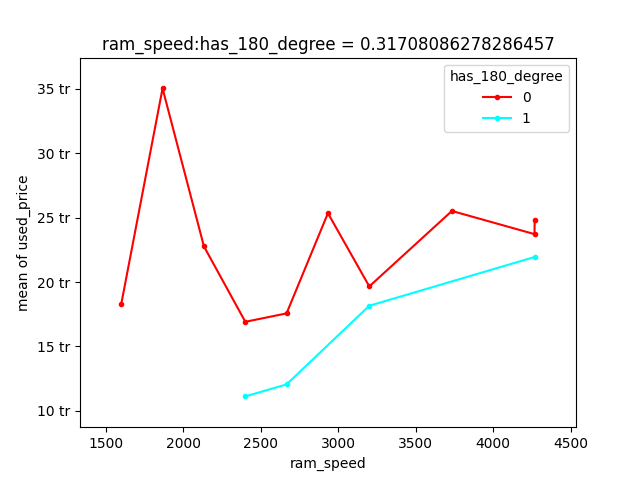 ram_speed:has_180_degree = 0.31708086278286457
has_180_degree
0
1
35 tr
30 tr
25 tr
20 tr
15 tr
10 tr
mean of used_price
1500 2000 2500 3000 3500 4000 4500
ram_speed